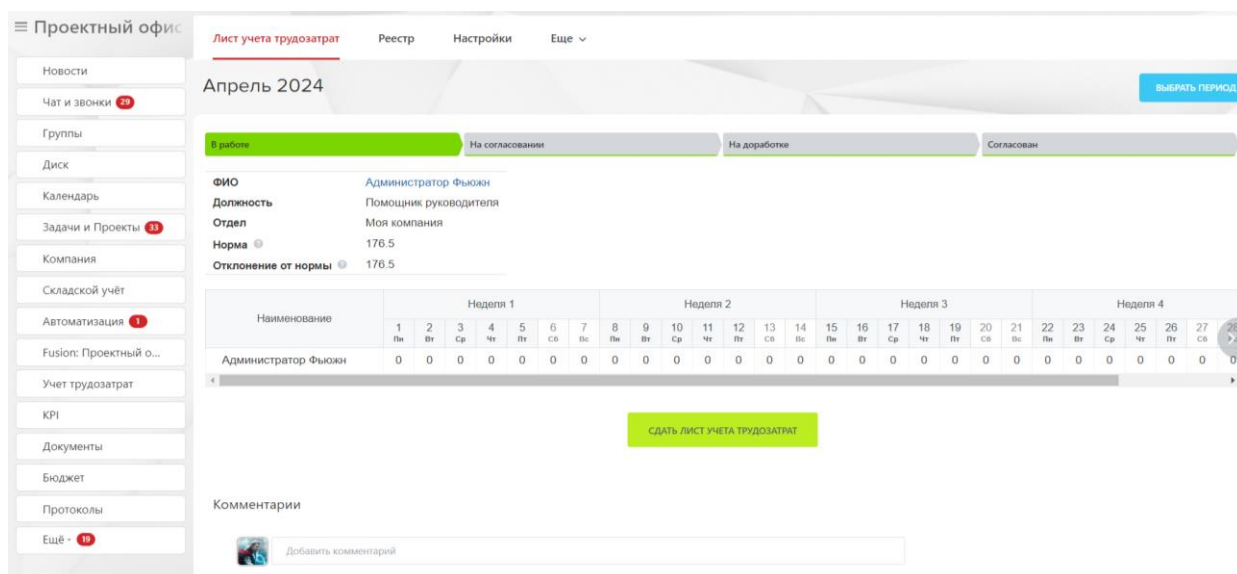 Проектный офис
Лист учета трудозатрат Реестр Настройки Еще
Новости
Апрель 2024
ВЫБРАТЬ ПЕРИОД
Чат и звонки 29
Группы
В работе На согласовании На доработке Согласован
Диск
ФИО Администратор Фьюжн
Календарь
Должность Помощник руководителя
Отдел Моя компания
Задачи и Проекты 33
Норма 176.5
Компания
Отклонение от нормы 176.5
Складской учёт
Наименование Неделя 1 Неделя 2 Неделя 3 Неделя 4
Автоматизация 1
1 2 3 4 5 6 7 8 9 10 11 12 13 14 15 16 17 18 19 20 21 22 23 24 25 26 27 28
Пн Вт Ср Чт Пт Сб Вс Пн Вт Ср Чт Пт Сб Вс Пн Вт Ср Чт Пт Сб Вс Пн Вт Ср Чт Пт Сб
Fusion: Проектный о...
Администратор Фьюжн 0 0 0 0 0 0 0 0 0 0 0 0 0 0 0 0 0 0 0 0 0 0 0 0 0 0 0 0
Учет трудозатрат
KPI
СДАТЬ ЛИСТ УЧЕТА ТРУДОЗАТРАТ
Документы
Бюджет
Комментарии
Протоколы
Ещё - 19
Добавить комментарий